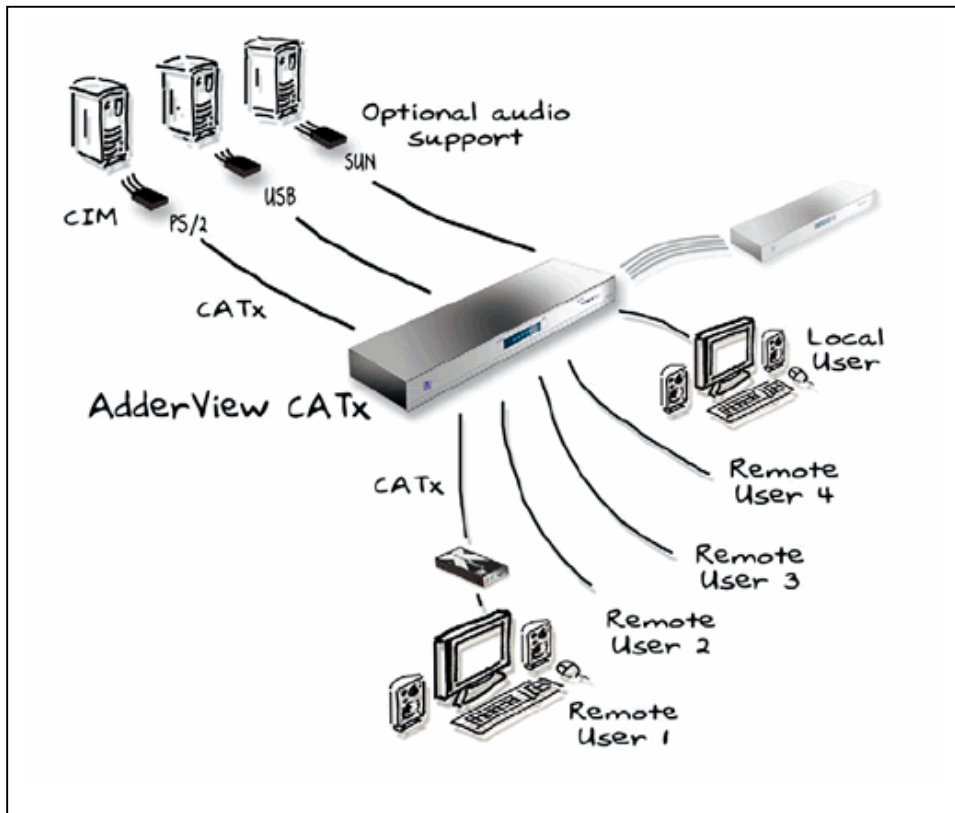 Optional audio
support
SUN
USB
CIM
PS/2
CATx
Local
User
AdderView CATx
CATx
Remote
User 4
Remote
User 3
Remote
User 2
Remote
User 1